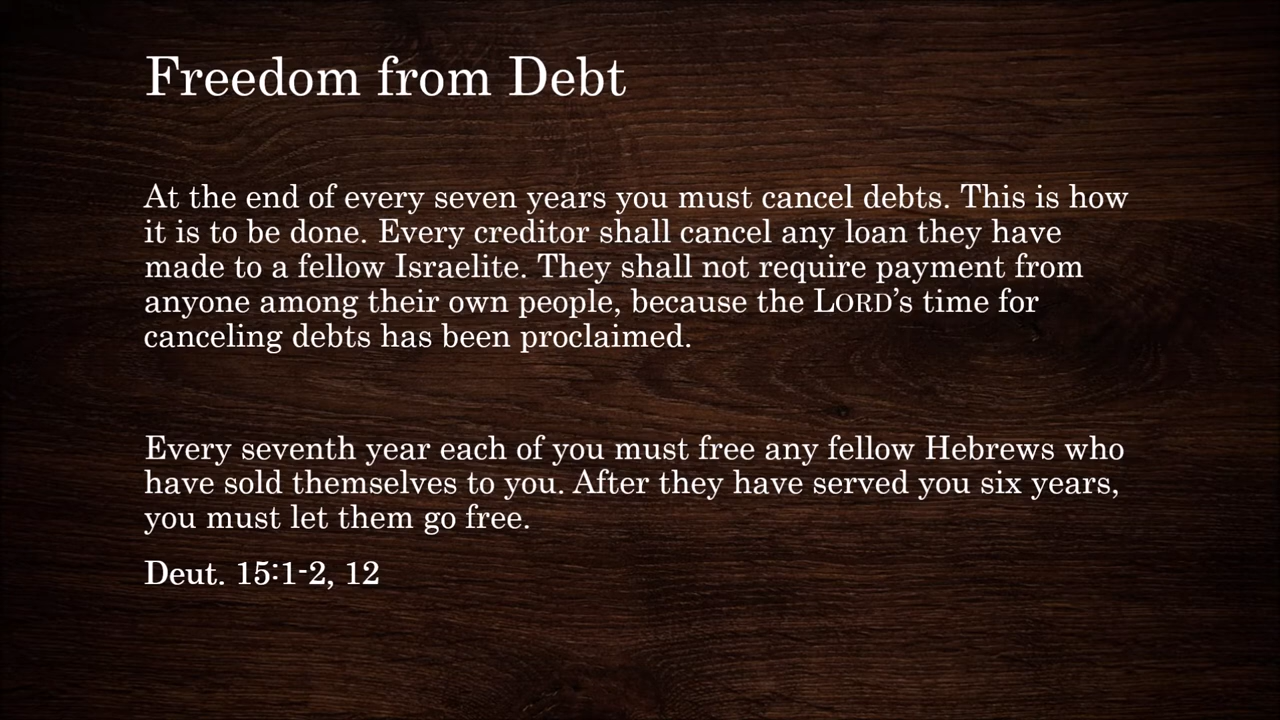 Freedom from Debt
At the end of every seven years you must cancel debts. This is how
it is to be done. Every creditor shall cancel any loan they have
made to a fellow Israelite. They shall not require payment from
anyone among their own people, because the LORD’s time for
canceling debts has been proclaimed.
Every seventh year each of you must free any fellow Hebrews who
have sold themselves to you. After they have served you six years,
you must let them go free.
Deut. 15:1-2, 12